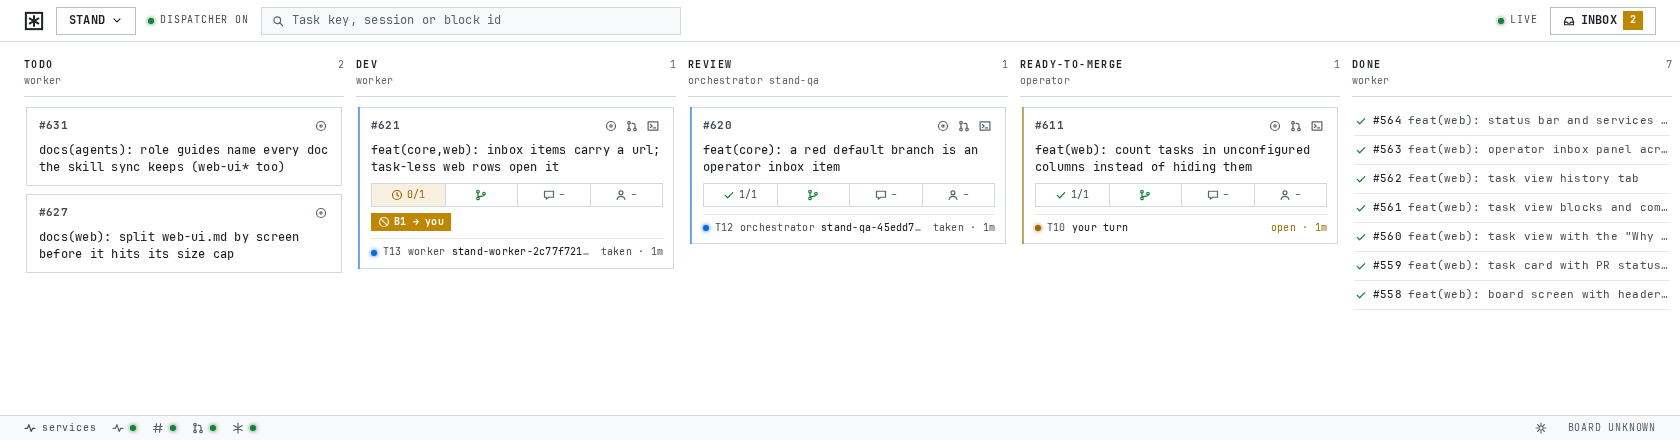 STAND
DISPATCHER ON
Task key, session or block id
LIVE
INBOX 2
TODO 2
worker
#631
docs(agents): role guides name every doc
the skill sync keeps (web-ui* too)
#627
docs(web): split web-ui.md by screen
before it hits its size cap
DEV 1
worker
#621
feat(core,web): inbox items carry a url;
task-less web rows open it
0/1 – –
B1 → you
T13 worker stand-worker-2c77f721… taken · 1m
REVIEW 1
orchestrator stand-qa
#620
feat(core): a red default branch is an
operator inbox item
1/1 – –
T12 orchestrator stand-qa-45edd7… taken · 1m
READY-TO-MERGE 1
operator
#611
feat(web): count tasks in unconfigured
columns instead of hiding them
1/1 – –
T10 your turn open · 1m
DONE 7
worker
#564 feat(web): status bar and services …
#563 feat(web): operator inbox panel acr…
#562 feat(web): task view history tab
#561 feat(web): task view blocks and com…
#560 feat(web): task view with the "Why …
#559 feat(web): task card with PR status…
#558 feat(web): board screen with header…
services
BOARD UNKNOWN